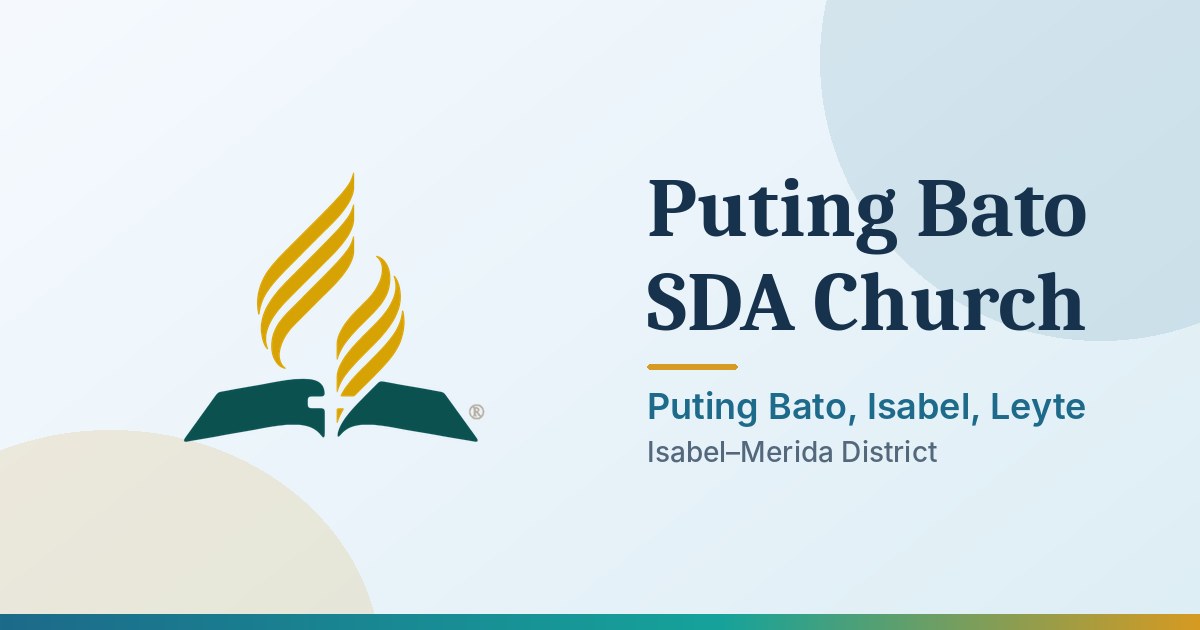 Puting Bato
SDA Church
®
Puting Bato, Isabel, Leyte
Isabel–Merida District